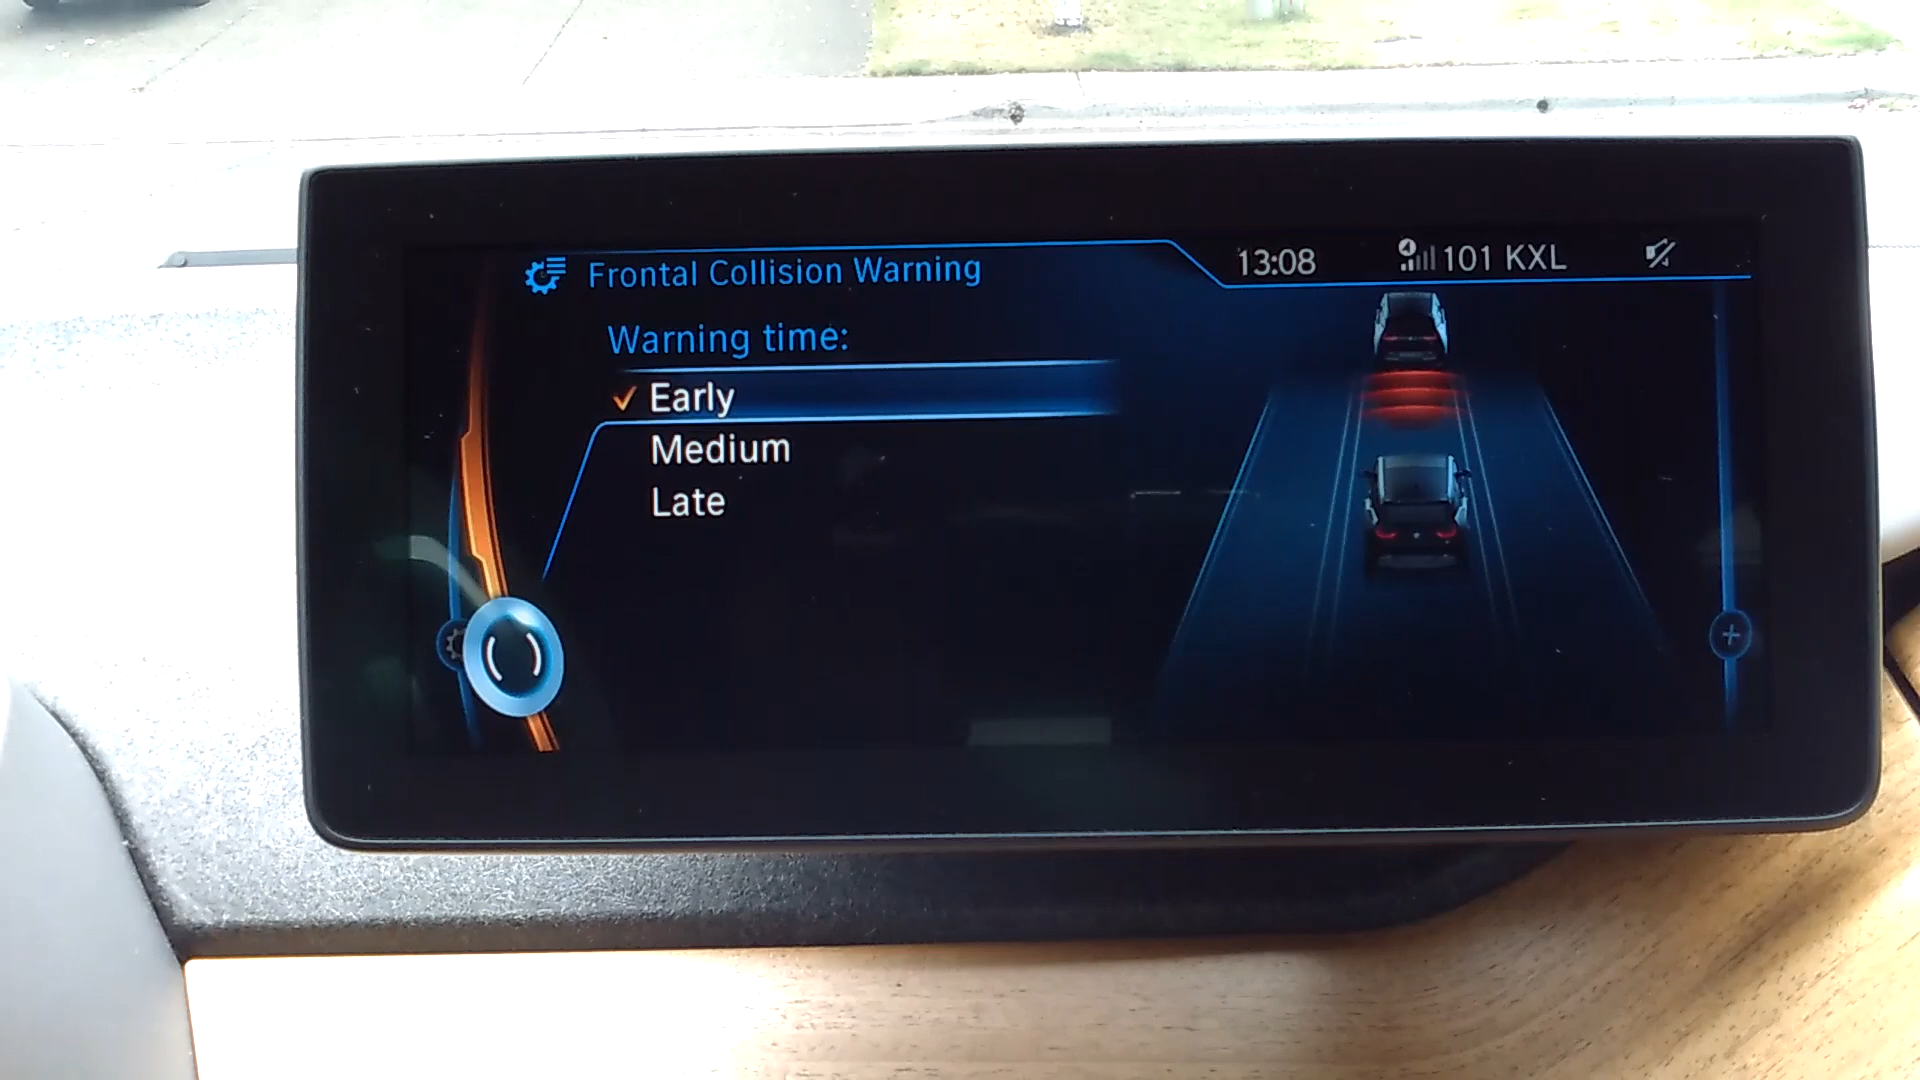 Frontal Collision Warning
13:08
101 KXL
Warning time:
Early
Medium
Late